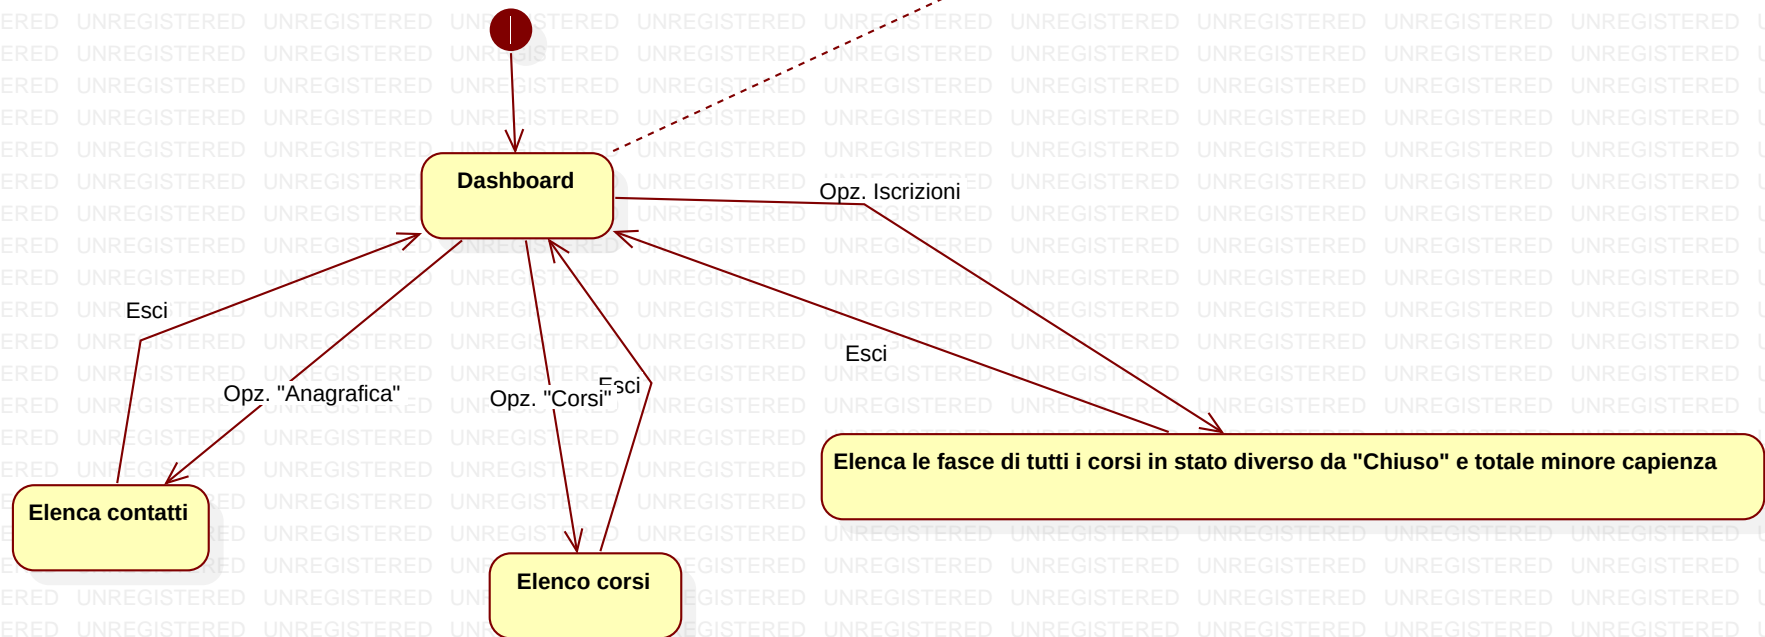 Dashboard
Opz. Iscrizioni
Esci
Esci
Opz. "Anagrafica"
Opz. "Corsi"
Esci
Elenca le fasce di tutti i corsi in stato diverso da "Chiuso" e totale minore capienza
Elenca contatti
Elenco corsi
UNREGISTERED